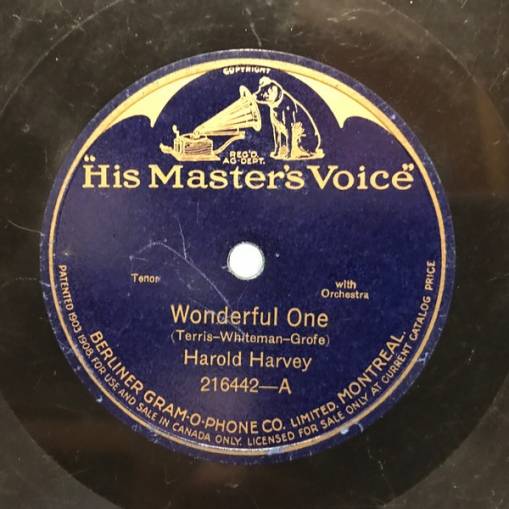 COPYRIGHT
REG'D.
AG-DEPT.
"His Master's Voice"
Tenor
with
Orchestra
Wonderful One
(Terris-Whiteman-Grofe)
Harold Harvey
216442-A
BERLINER GRAM-O-PHONE CO. LIMITED. MONTREAL.
PATENTED 1903 1908. FOR USE AND SALE IN CANADA ONLY. LICENSED FOR SALE ONLY AT CURRENT CATALOG PRICE